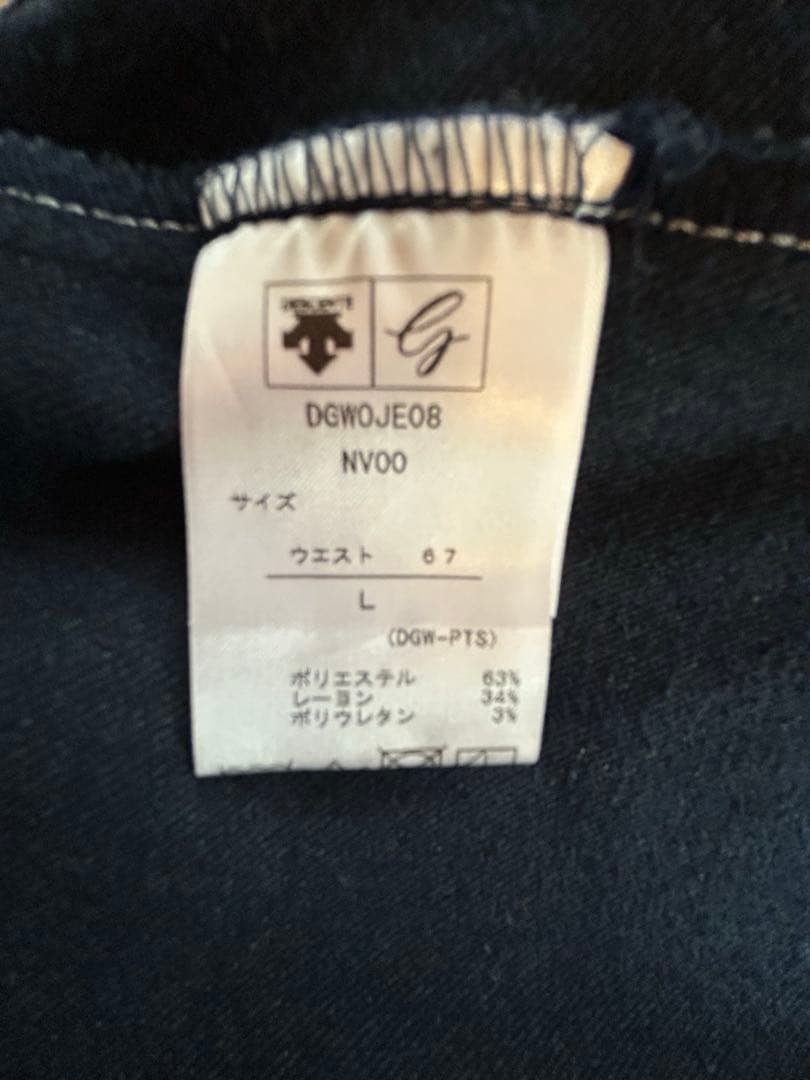 DESCENTE
G
DGW0JE08
NV00
サイズ
ウエスト 67
L
(DGW-PTS)
ポリエステル 63%
レーヨン 34%
ポリウレタン 3%